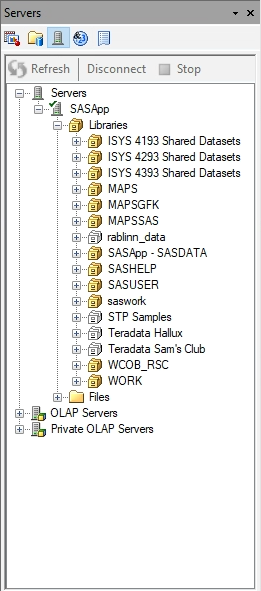 Servers
Refresh Disconnect Stop
Servers
SASApp
Libraries
ISYS 4193 Shared Datasets
ISYS 4293 Shared Datasets
ISYS 4393 Shared Datasets
MAPS
MAPSGFK
MAPSSAS
rablinn_data
SASApp - SASDATA
SASHELP
SASUSER
saswork
STP Samples
Teradata Hallux
Teradata Sam's Club
WCOB_RSC
WORK
Files
OLAP Servers
Private OLAP Servers